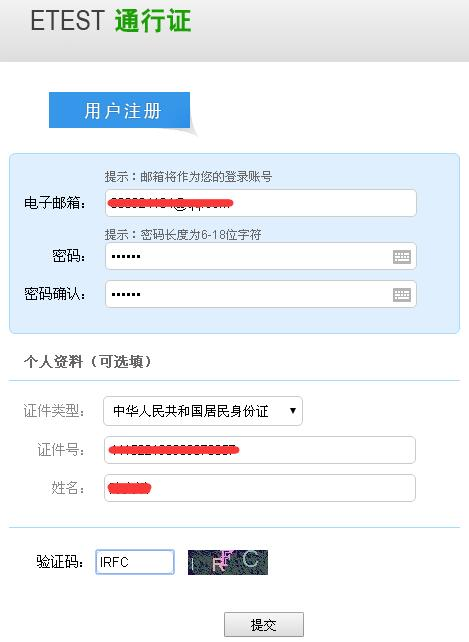 ETEST 通行证
用户注册
提示：邮箱将作为您的登录账号
电子邮箱：
提示：密码长度为6-18位字符
密码： ••••••
密码确认： ••••••
个人资料（可选填）
证件类型： 中华人民共和国居民身份证
证件号：
姓名：
验证码： IRFC IRFC
提交